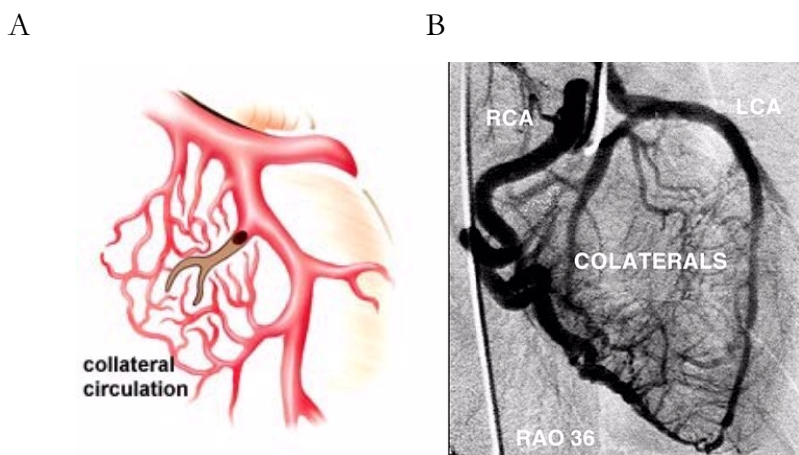 A
B
RCA
LCA
COLATERALS
collateral
circulation
RAO 36